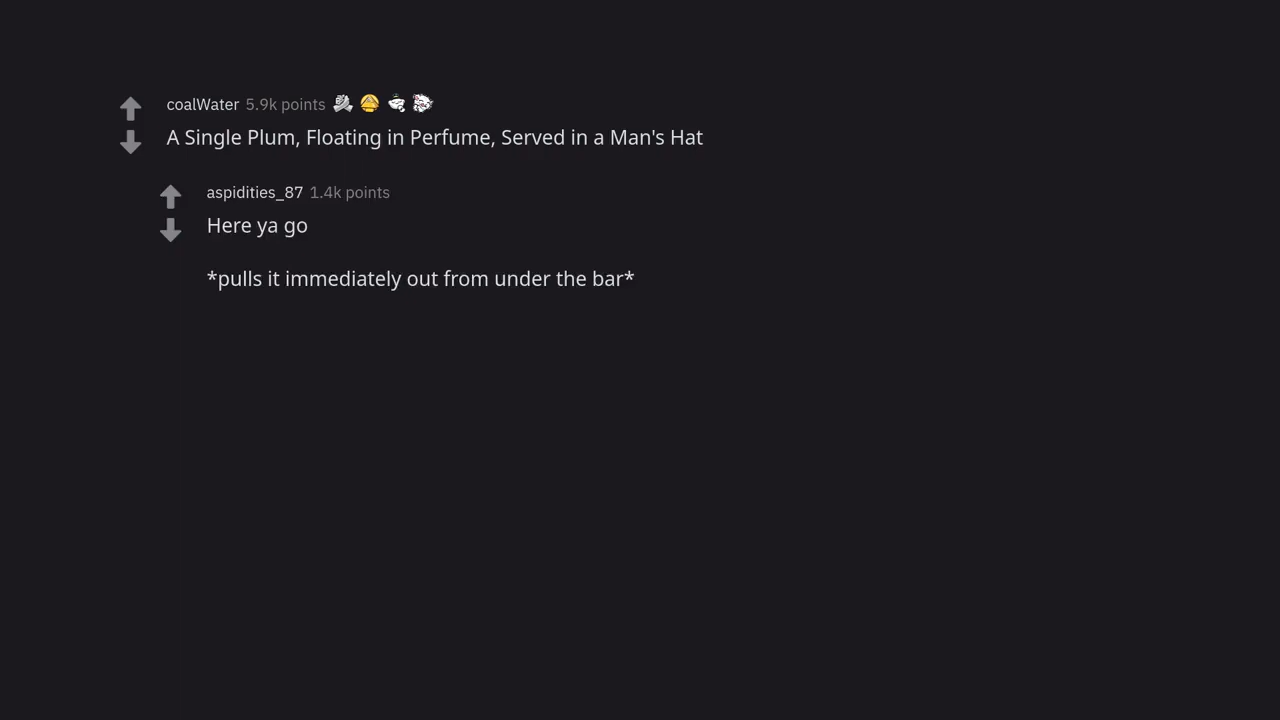 coalWater 5.9k points
A Single Plum, Floating in Perfume, Served in a Man's Hat
aspidities_87 1.4k points
Here ya go
*pulls it immediately out from under the bar*